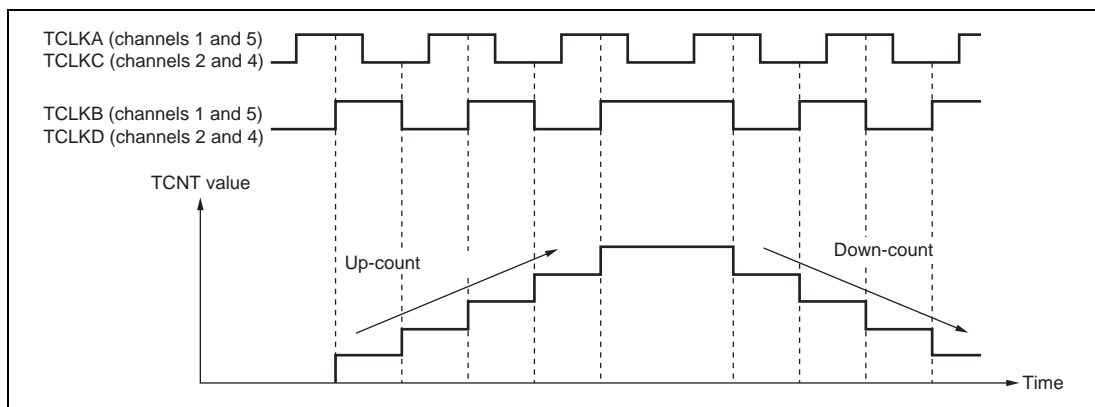 TCLKA (channels 1 and 5)
TCLKC (channels 2 and 4)
TCLKB (channels 1 and 5)
TCLKD (channels 2 and 4)
TCNT value
Up-count
Down-count
Time